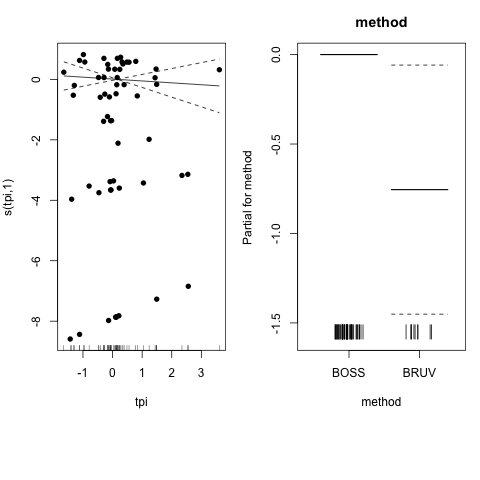 method
0
-2
-4
-6
-8
s(tpi,1)
-1
0
1
2
3
tpi
0.0
-0.5
-1.0
-1.5
Partial for method
BOSS
BRUV
method